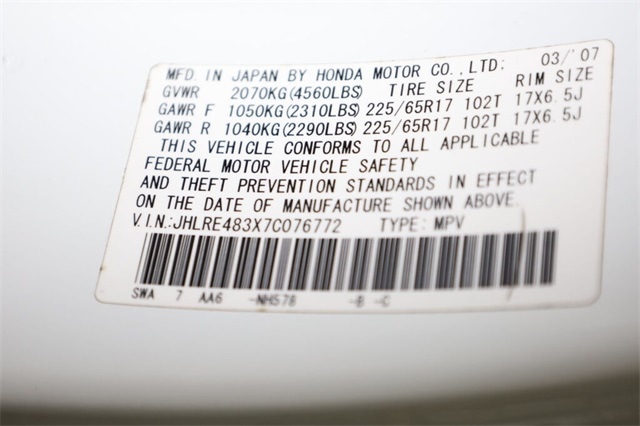 MFD. IN JAPAN BY HONDA MOTOR CO.,LTD: 03/'07
GVWR 2070KG(4560LBS) TIRE SIZE RIM SIZE
GAWR F 1050KG(2310LBS) 225/65R17 102T 17X6.5J
GAWR R 1040KG(2290LBS) 225/65R17 102T 17X6.5J
THIS VEHICLE CONFORMS TO ALL APPLICABLE
FEDERAL MOTOR VEHICLE SAFETY
AND THEFT PREVENTION STANDARDS IN EFFECT
ON THE DATE OF MANUFACTURE SHOWN ABOVE.
V.I.N:JHLRE483X7C076772 TYPE: MPV
SWA 7 AA6 -NH578 -B -C